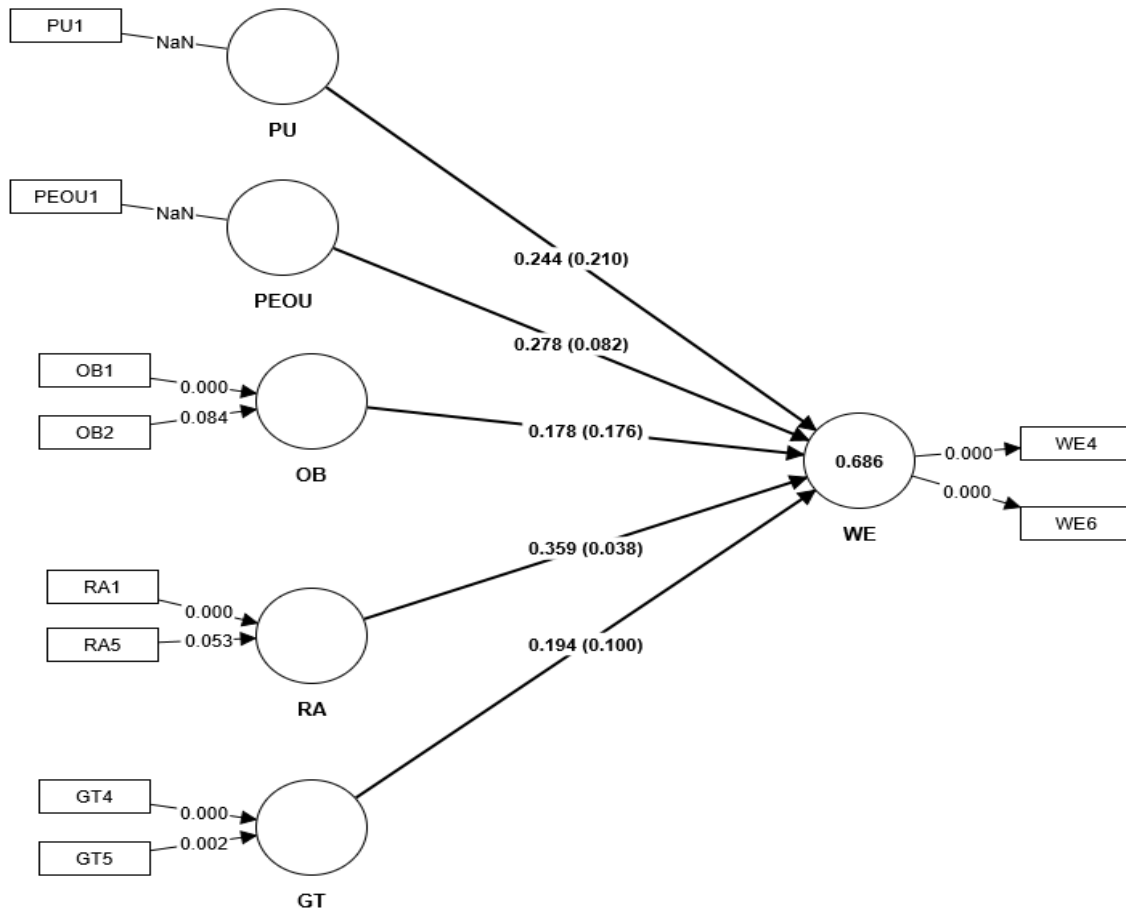 PU1
NaN
PU
PEOU1
NaN
PEOU
0.244 (0.210)
0.278 (0.082)
OB1
0.000
OB2
0.084
OB
0.178 (0.176)
0.686
WE
0.000
WE4
0.000
WE6
0.359 (0.038)
RA1
0.000
RA5
0.053
RA
0.194 (0.100)
GT4
0.000
GT5
0.002
GT